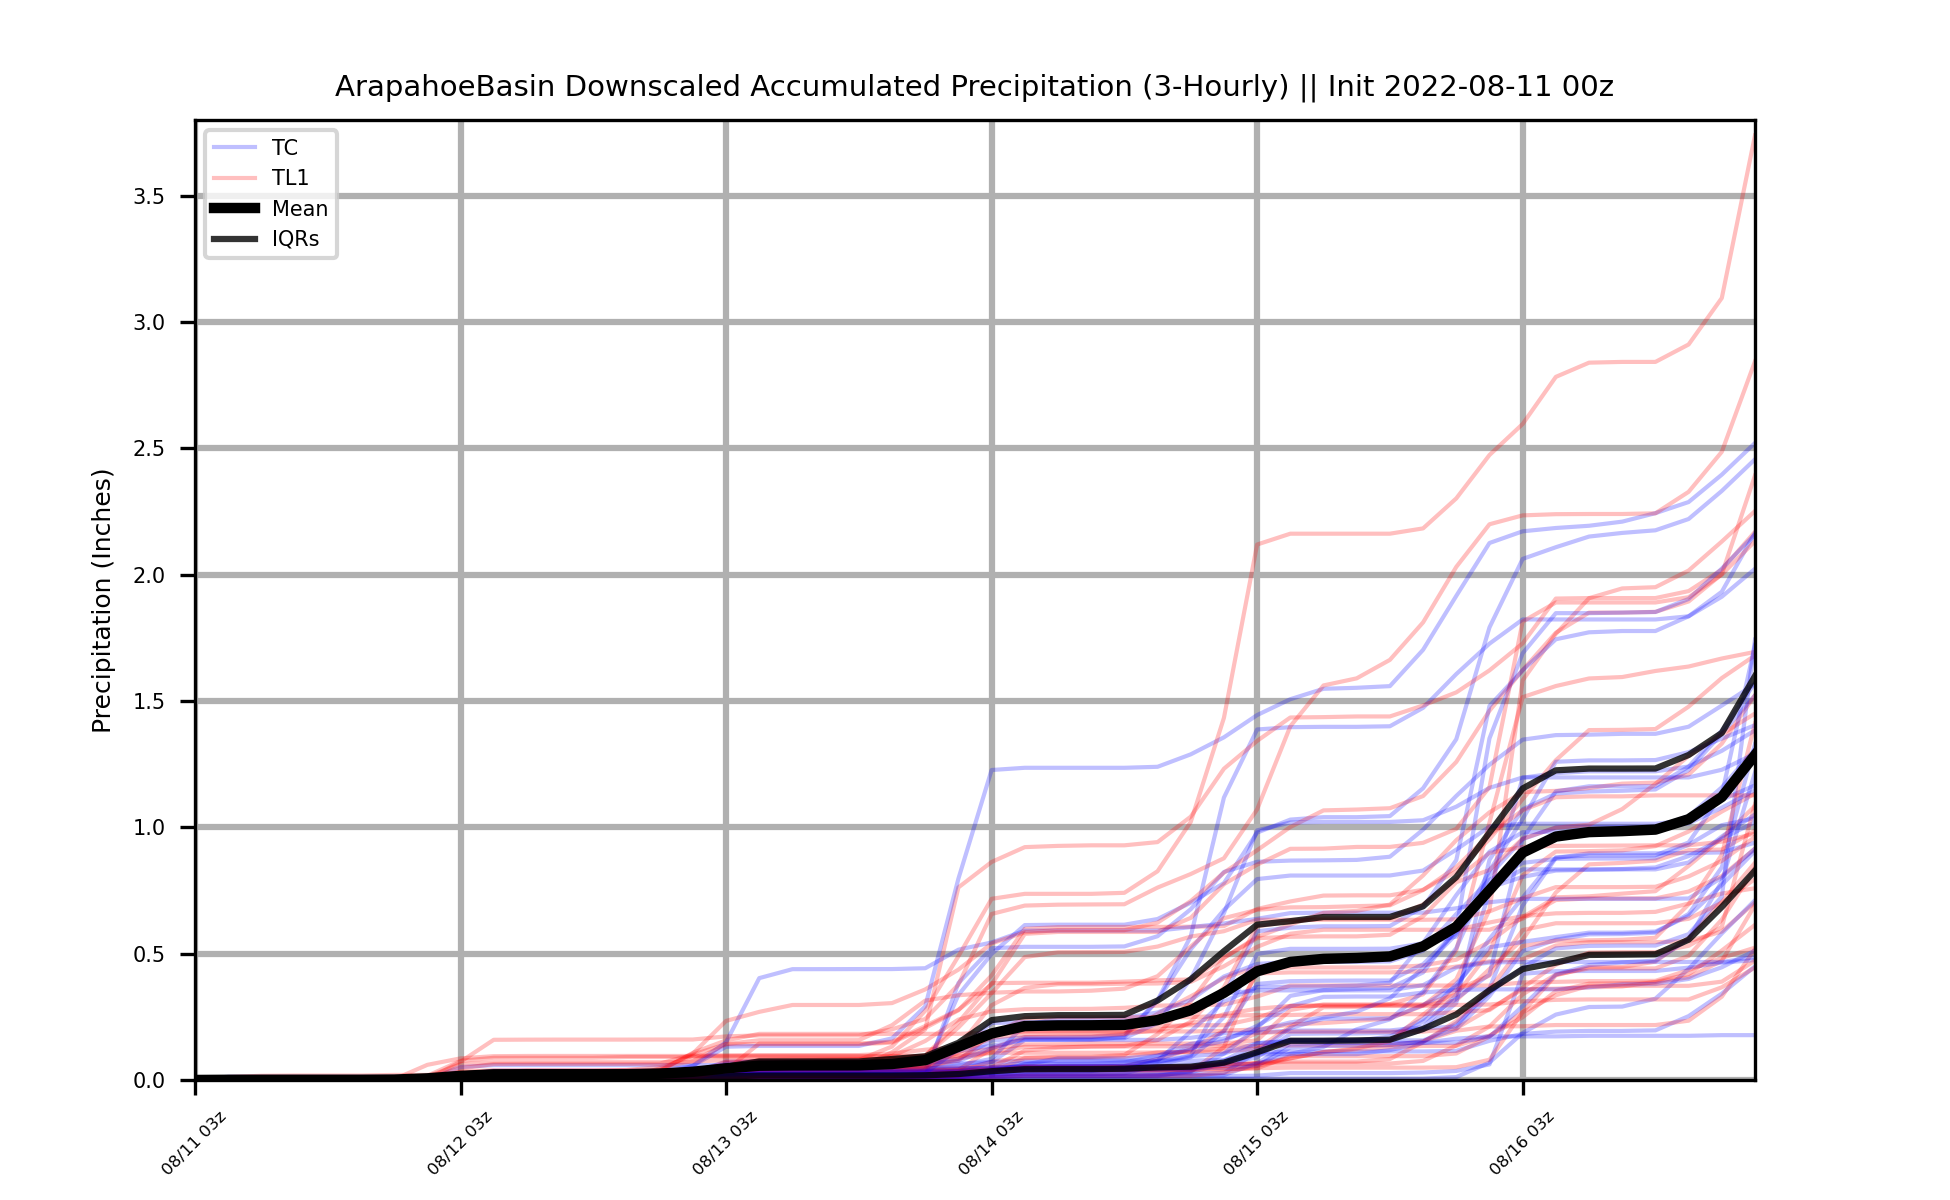 ArapahoeBasin Downscaled Accumulated Precipitation (3-Hourly) || Init 2022-08-11 00z
TC
TL1
Mean
IQRs
Precipitation (Inches)
3.5
3.0
2.5
2.0
1.5
1.0
0.5
0.0
08/11 03z
08/12 03z
08/13 03z
08/14 03z
08/15 03z
08/16 03z